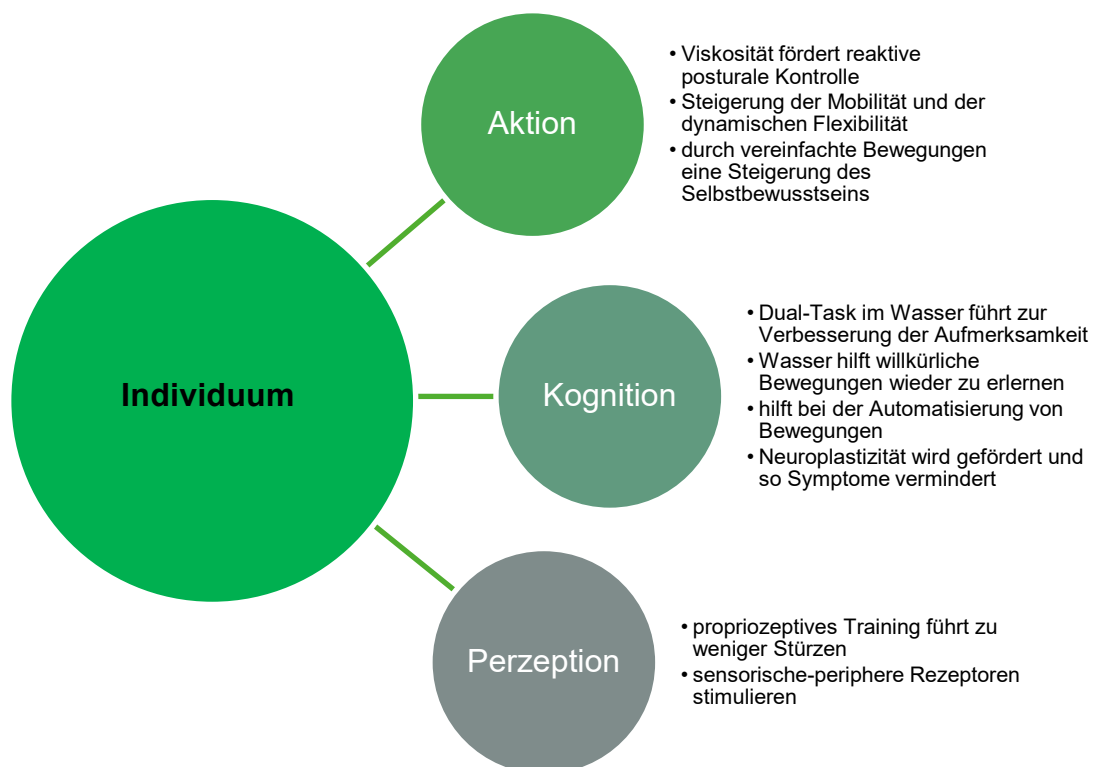 Individuum
Aktion
• Viskosität fördert reaktive
posturale Kontrolle
• Steigerung der Mobilität und der
dynamischen Flexibilität
• durch vereinfachte Bewegungen
eine Steigerung des
Selbstbewusstseins
Kognition
• Dual-Task im Wasser führt zur
Verbesserung der Aufmerksamkeit
• Wasser hilft willkürliche
Bewegungen wieder zu erlernen
• hilft bei der Automatisierung von
Bewegungen
• Neuroplastizität wird gefördert und
so Symptome vermindert
Perzeption
• propriozeptives Training führt zu
weniger Stürzen
• sensorische-periphere Rezeptoren
stimulieren